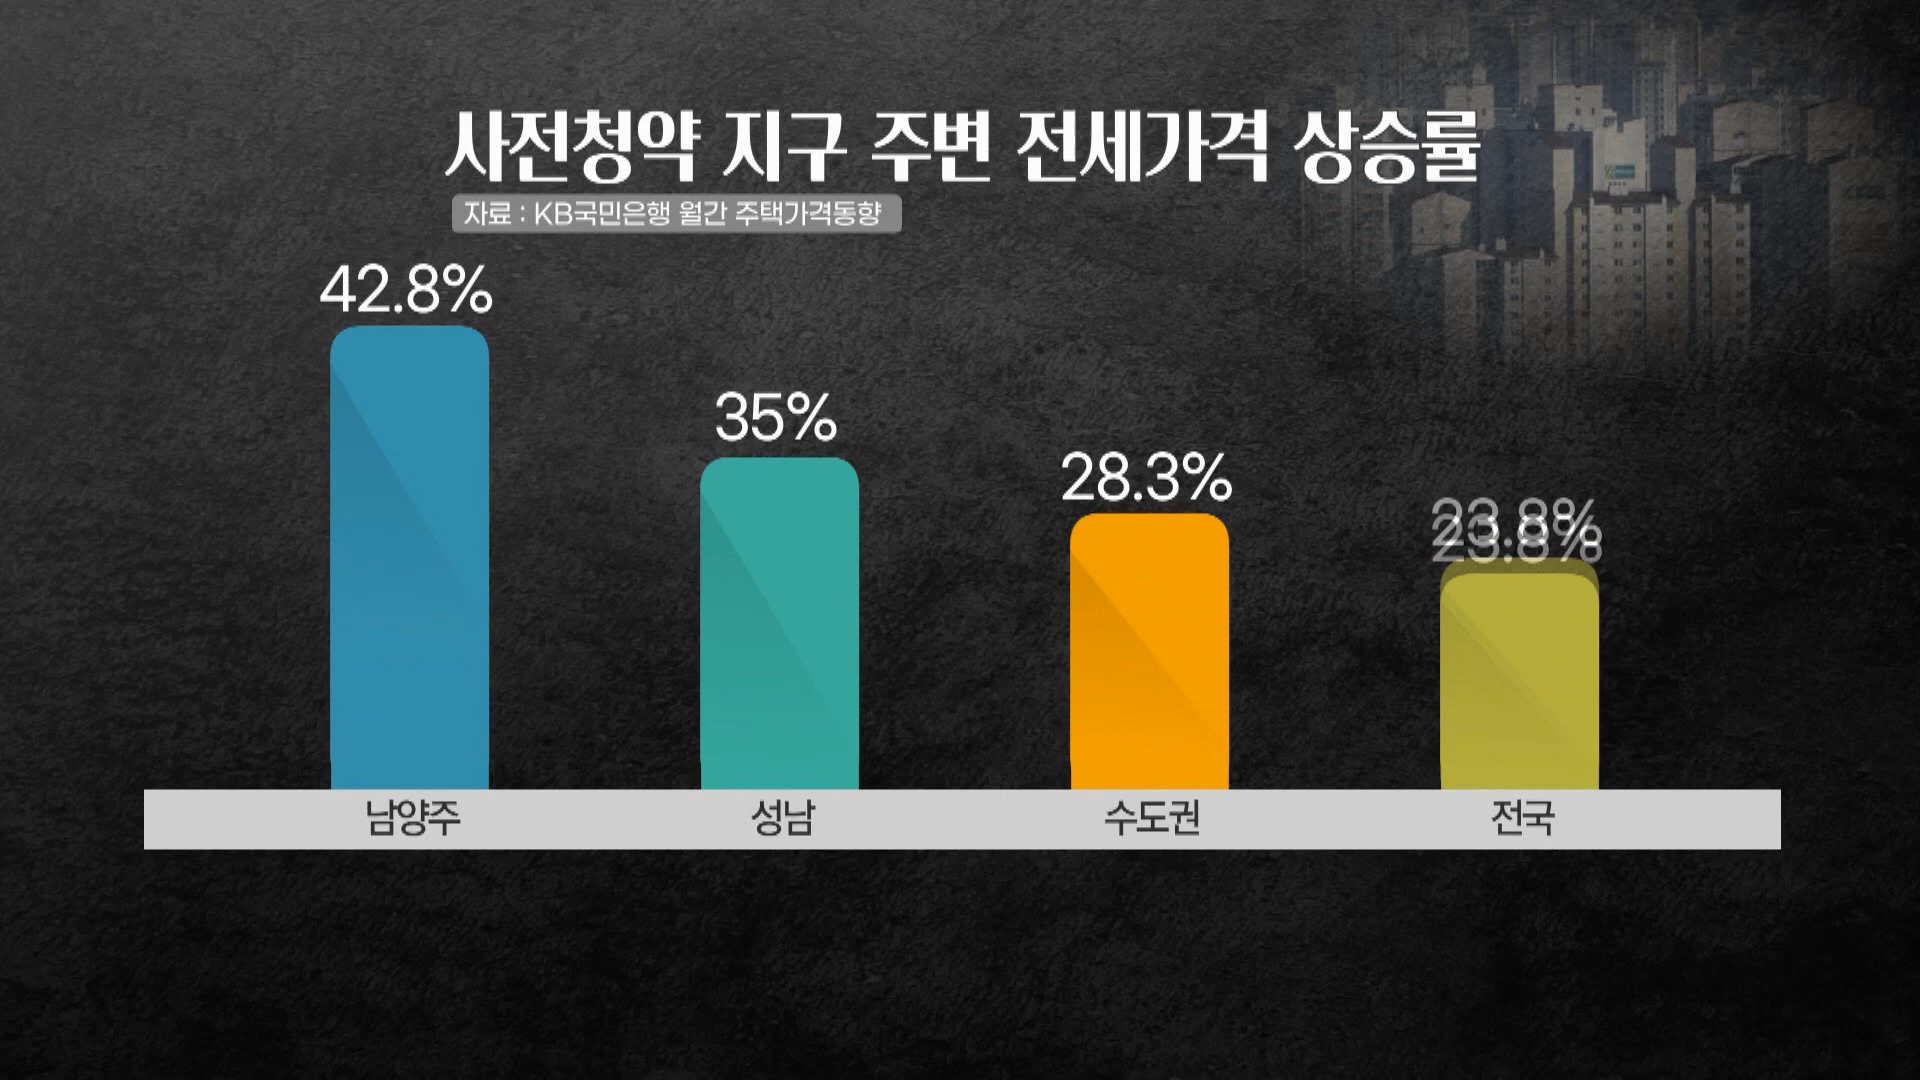 사전청약 지구 주변 전세가격 상승률
자료 : KB국민은행 월간 주택가격동향
42.8%
35%
28.3%
23.8%
남양주
성남
수도권
전국